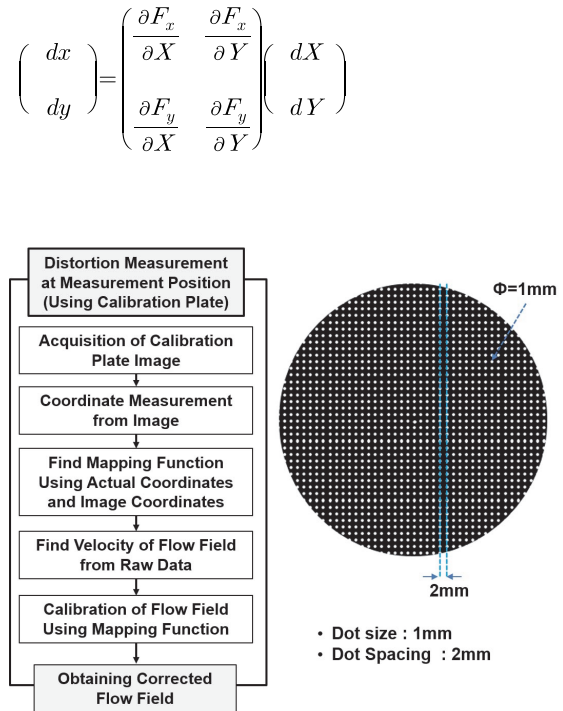 ∂Fx ∂Fx
∂X ∂Y
dx = dX
dy dY
∂Fy ∂Fy
∂X ∂Y
Distortion Measurement
at Measurement Position
(Using Calibration Plate)
Acquisition of Calibration
Plate Image
Coordinate Measurement
from Image
Find Mapping Function
Using Actual Coordinates
and Image Coordinates
Find Velocity of Flow Field
from Raw Data
Calibration of Flow Field
Using Mapping Function
Obtaining Corrected
Flow Field
Φ=1mm
2mm
• Dot size : 1mm
• Dot Spacing : 2mm